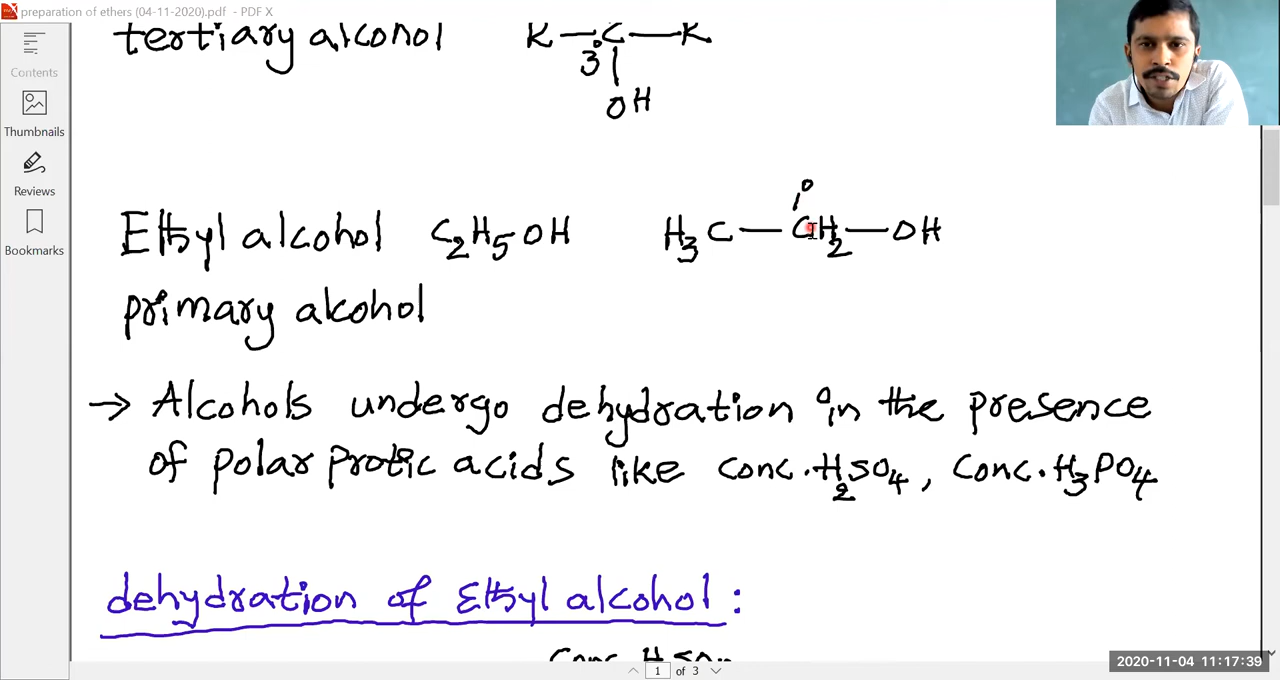 preparation of ethers (04-11-2020).pdf - PDF X
Contents
Thumbnails
Reviews
Bookmarks
tertiary alcohol R—C—R
3°
OH
1°
Ethyl alcohol C2H5OH H3C—CH2—OH
primary alcohol
→ Alcohols undergo dehydration in the presence
of polar protic acids like conc.H2SO4, conc.H3PO4
dehydration of Ethyl alcohol:
Conc.H2SO4
1 of 3
2020-11-04 11:17:39